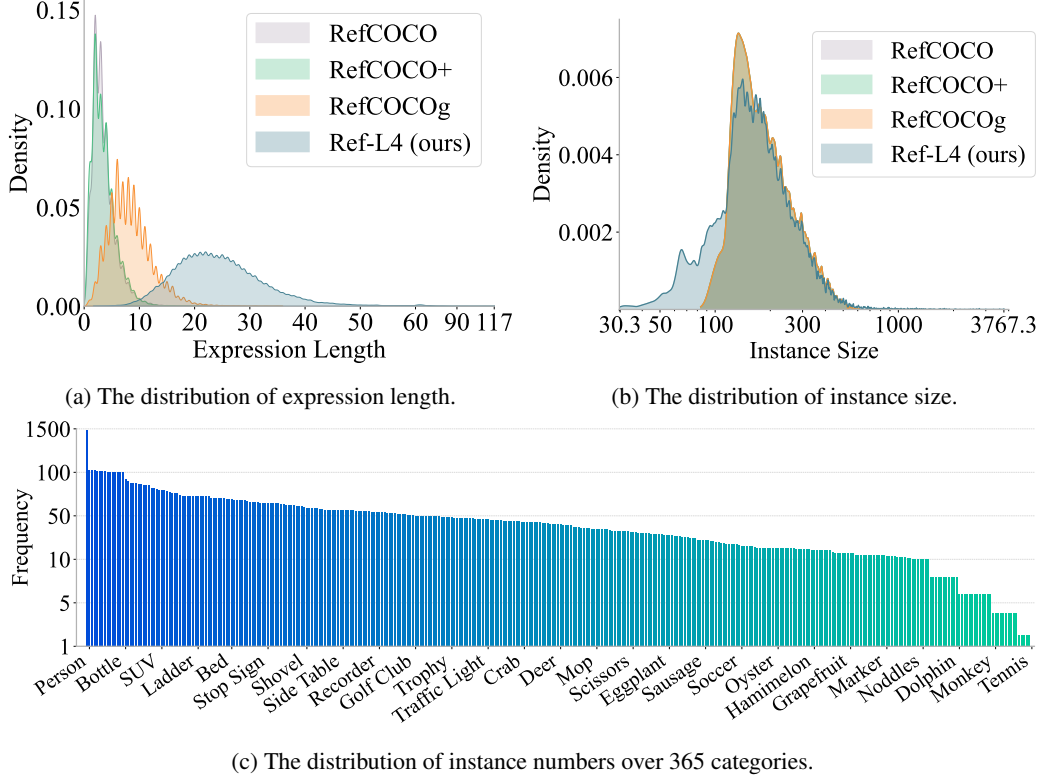 0.15
0.10
0.05
0.00
Density
RefCOCO
RefCOCO+
RefCOCOg
Ref-L4 (ours)
0 10 20 30 40 50 60 90 117
Expression Length
(a) The distribution of expression length.
0.006
0.004
0.002
Density
RefCOCO
RefCOCO+
RefCOCOg
Ref-L4 (ours)
30.3 50 100 300 1000 3767.3
Instance Size
(b) The distribution of instance size.
1500
100
50
10
5
1
Frequency
Person
Bottle
SUV
Ladder
Bed
Stop Sign
Shovel
Side Table
Recorder
Golf Club
Trophy
Traffic Light
Crab
Deer
Mop
Scissors
Eggplant
Sausage
Soccer
Oyster
Hamimelon
Grapefruit
Marker
Noddles
Dolphin
Monkey
Tennis
(c) The distribution of instance numbers over 365 categories.